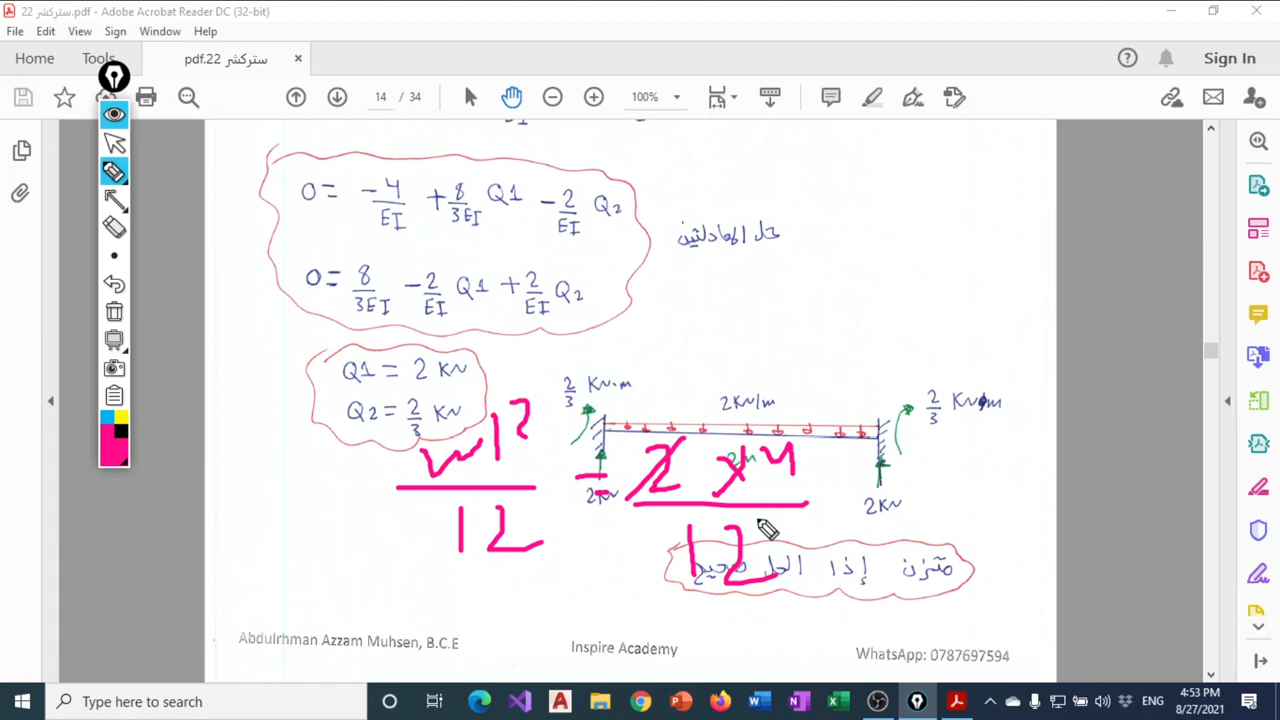 سترکشر 22.pdf - Adobe Acrobat Reader DC (32-bit)
File Edit View Sign Window Help
Home Tools سترکشر 22.pdf × Sign In
14 / 34 100%
EI
0 = -4/EI + 8/3EI Q1 - 2/EI Q2
حل المعادلتين
0 = 8/3EI - 2/EI Q1 + 2/EI Q2
Q1 = 2 KN
Q2 = 2/3 KN
2/3 KN.m
2KN/m
2/3 KN.m
2m
2KN
2KN
wl2/12 = 2 x 4/12
متزن إذا الحل صحيح
Abdulrhman Azzam Muhsen, B.C.E
Inspire Academy
WhatsApp: 0787697594
Type here to search
ENG
4:53 PM
8/27/2021